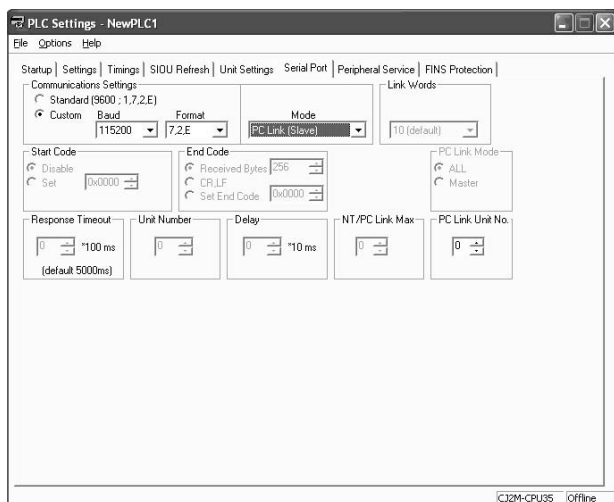 PLC Settings - NewPLC1
File Options Help
Startup Settings Timings SIOU Refresh Unit Settings Serial Port Peripheral Service FINS Protection
Communications Settings
Link Words
Standard (9600 ; 1,7,2,E)
Custom Baud Format Mode
115200 7,2,E PC Link (Slave) 10 (default)
Start Code End Code PC Link Mode
Disable Received Bytes 256 ALL
Set 0x0000 CR,LF Master
Set End Code 0x0000
Response Timeout Unit Number Delay NT/PC Link Max PC Link Unit No.
0 *100 ms 0 0 *10 ms 0 0
(default 5000ms)
CJ2M-CPU35 Offline